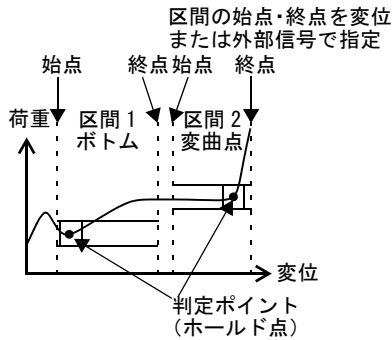 区間の始点・終点を変位
または外部信号で指定
始点
終点
始点
終点
荷重
区間 1
ボトム
区間 2
変曲点
変位
判定ポイント
（ホールド点）